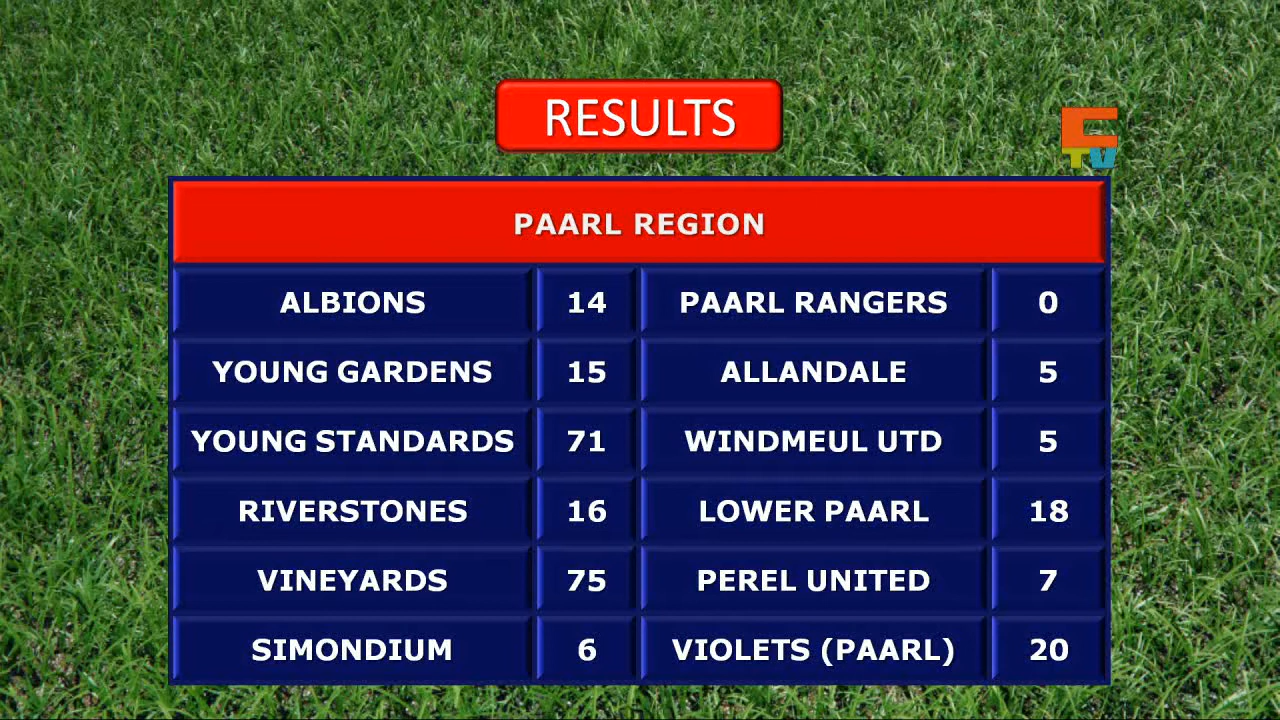 RESULTS
CTV
PAARL REGION
ALBIONS 14 PAARL RANGERS 0
YOUNG GARDENS 15 ALLANDALE 5
YOUNG STANDARDS 71 WINDMEUL UTD 5
RIVERSTONES 16 LOWER PAARL 18
VINEYARDS 75 PEREL UNITED 7
SIMONDIUM 6 VIOLETS (PAARL) 20